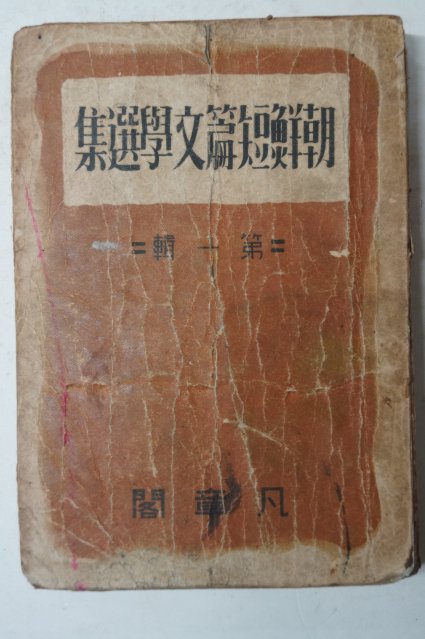 朝鮮短篇文學選集
=第一輯=
凡章閣